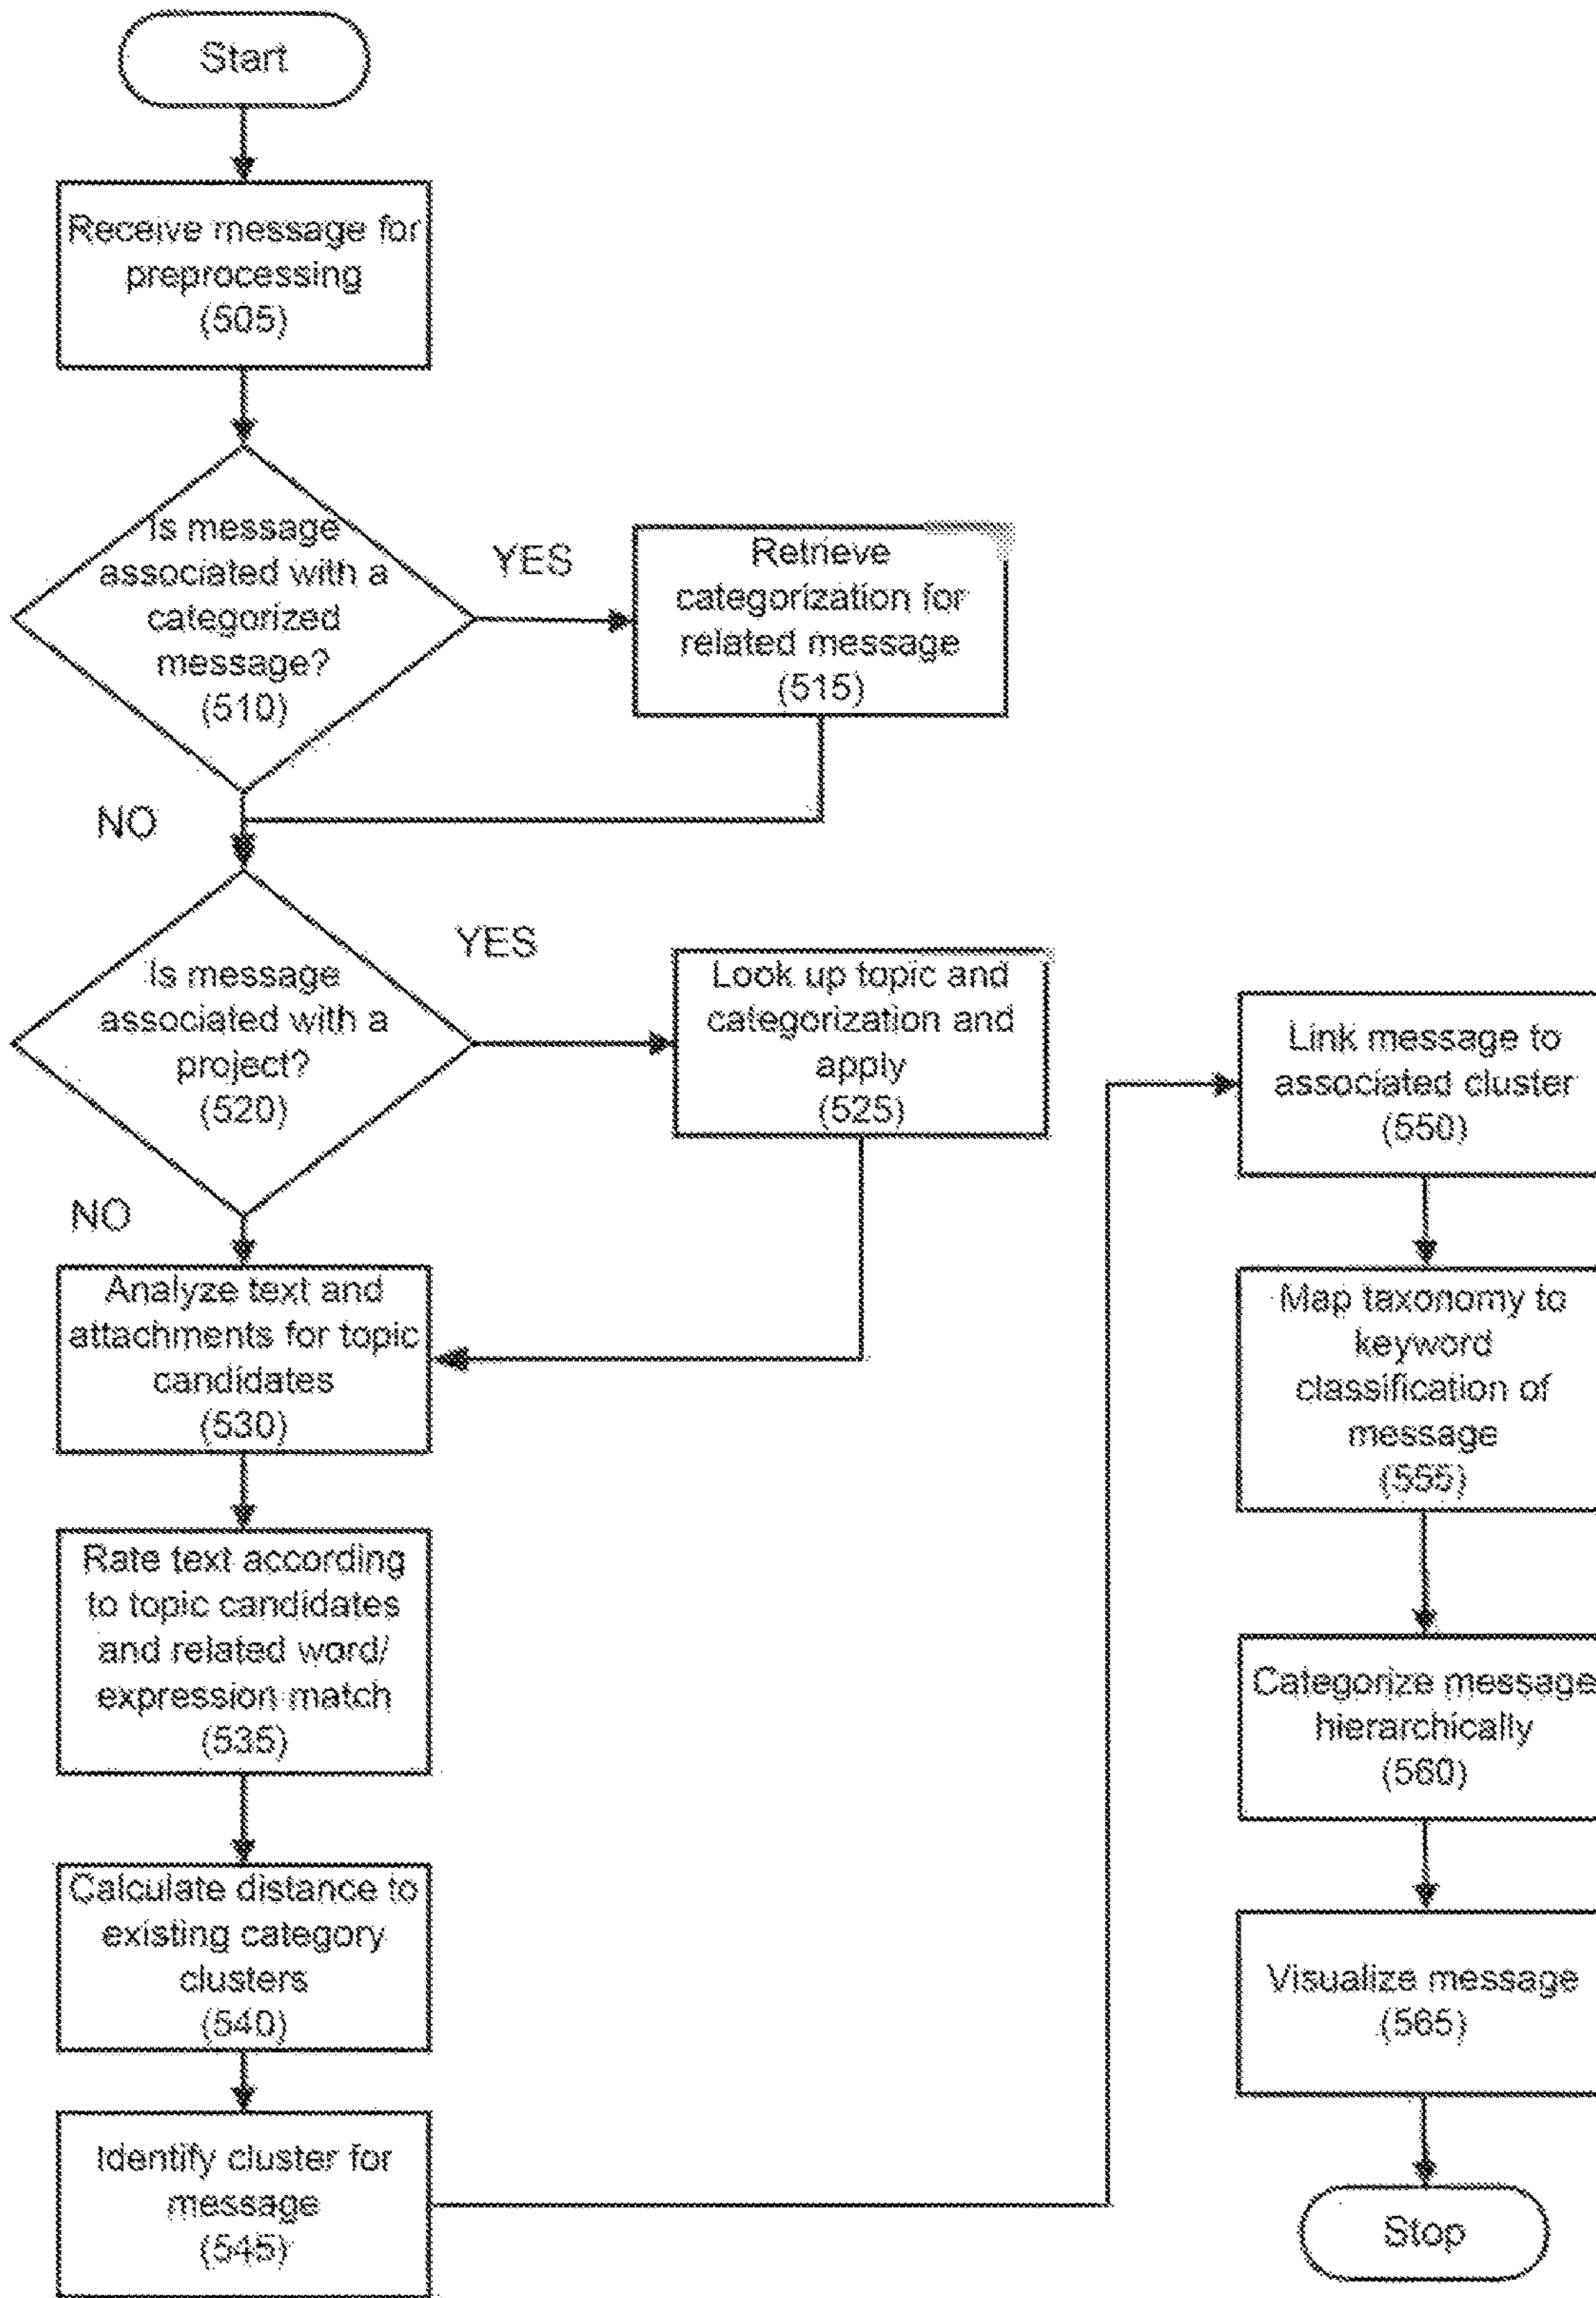 Start
Receive message for
preprocessing
(505)
Is message
associated with a
categorized
message?
(510)
YES
Retrieve
categorization for
related message
(515)
NO
Is message
associated with a
project?
(520)
YES
Look up topic and
categorization and
apply
(525)
NO
Analyze text and
attachments for topic
candidates
(530)
Rate text according
to topic candidates
and related word/
expression match
(535)
Calculate distance to
existing category
clusters
(540)
Identify cluster for
message
(545)
Link message to
associated cluster
(550)
Map taxonomy to
keyword
classification of
message
(555)
Categorize message
hierarchically
(560)
Visualize message
(565)
Stop